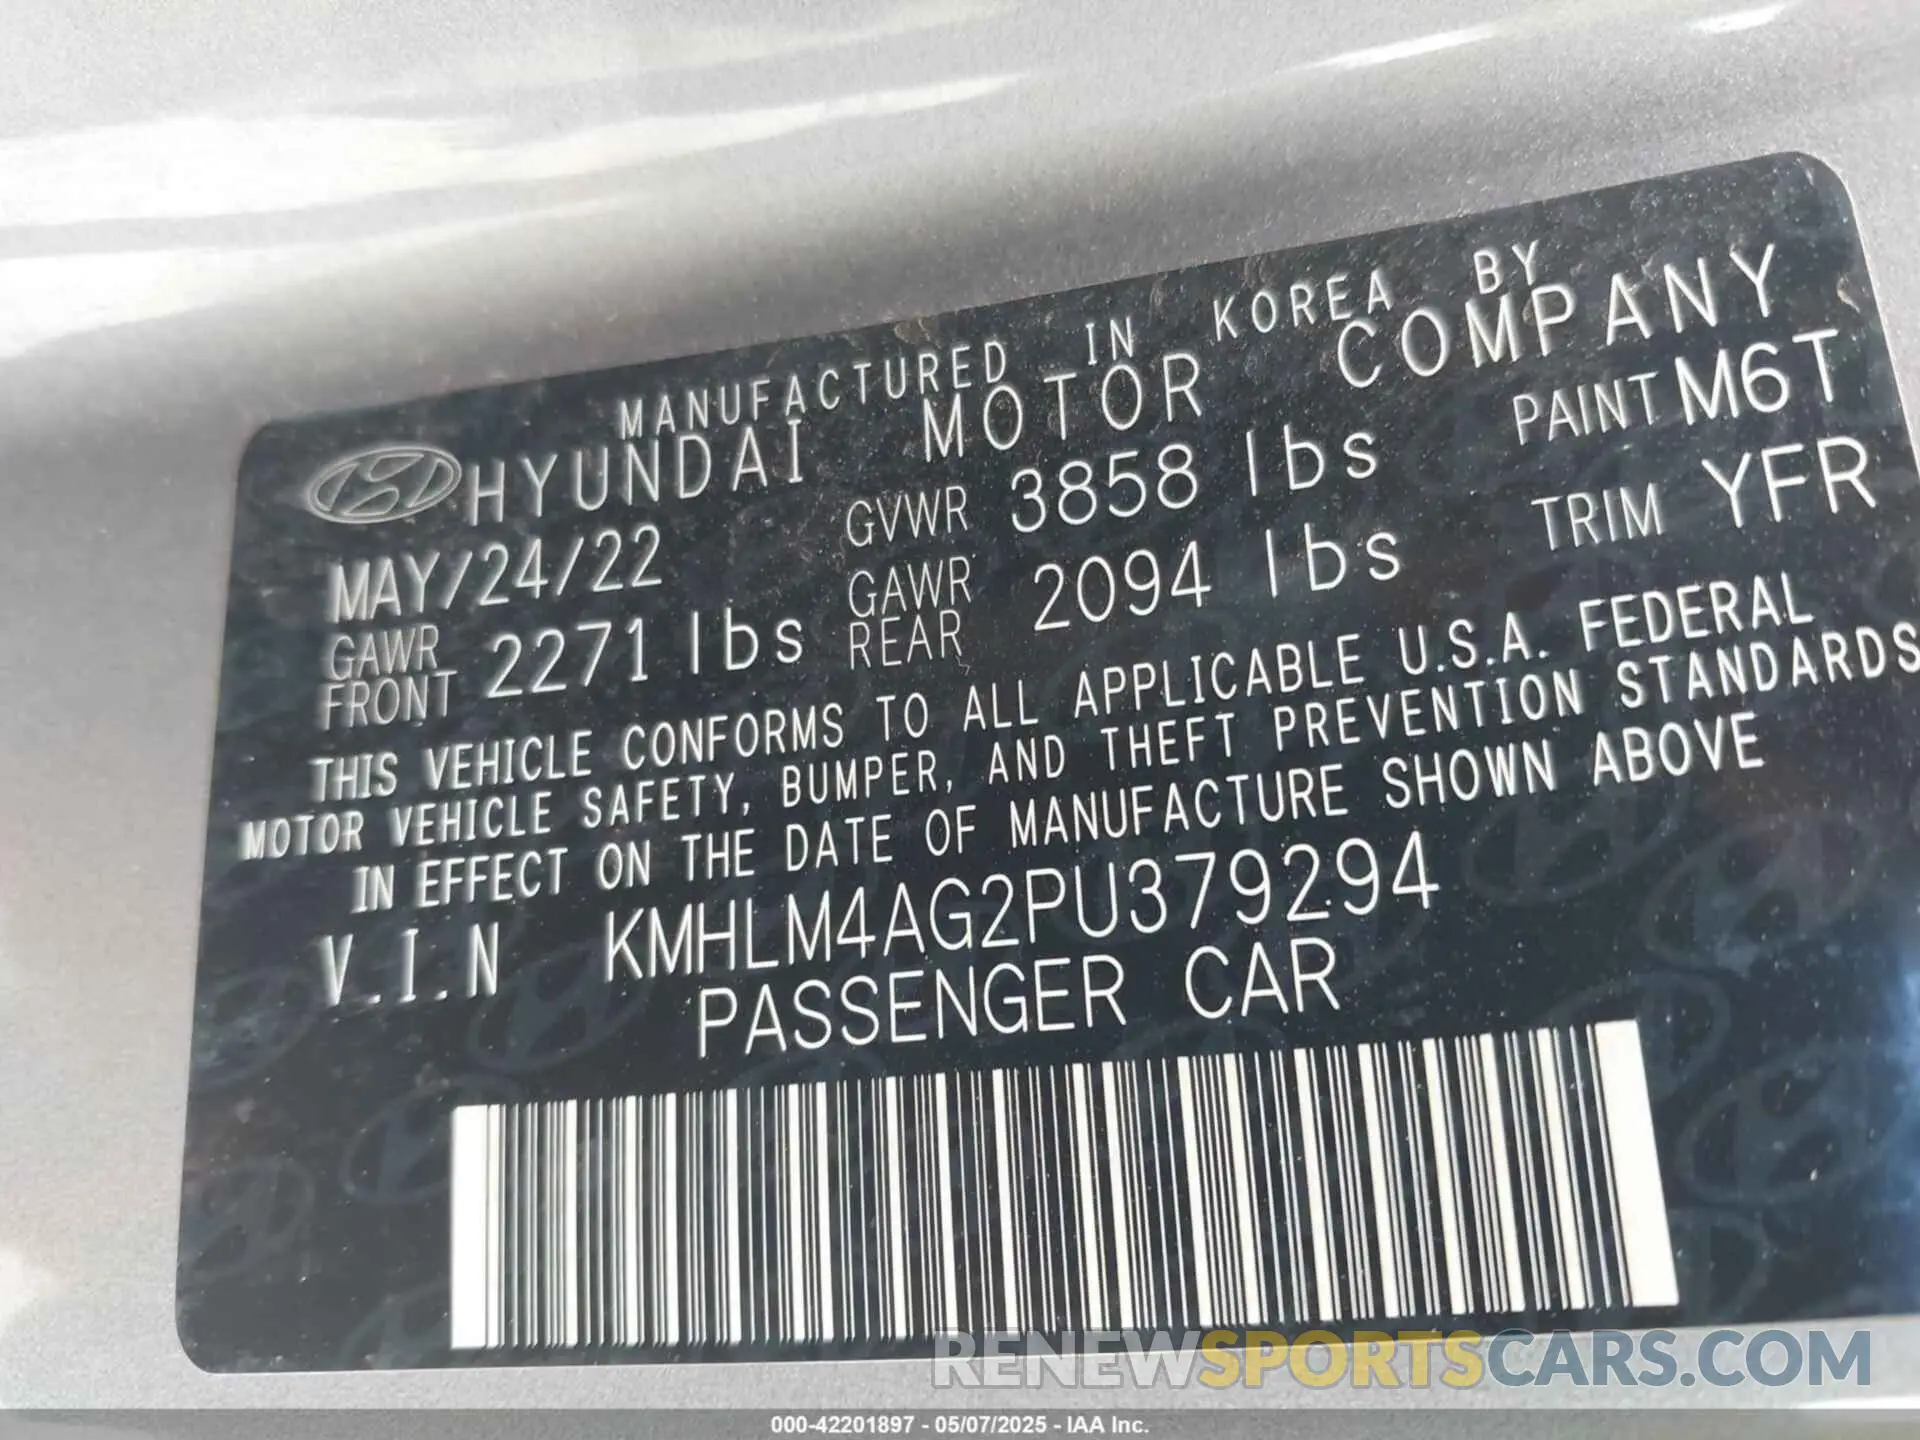 MANUFACTURED IN KOREA BY
HYUNDAI MOTOR COMPANY
MAY/24/22 GVWR 3858 lbs PAINT M6T
GAWR FRONT 2271 lbs GAWR REAR 2094 lbs TRIM YFR
THIS VEHICLE CONFORMS TO ALL APPLICABLE U.S.A. FEDERAL
MOTOR VEHICLE SAFETY, BUMPER, AND THEFT PREVENTION STANDARDS
IN EFFECT ON THE DATE OF MANUFACTURE SHOWN ABOVE
V.I.N KMHLM4AG2PU379294
PASSENGER CAR
RENEWSPORTSCARS.COM
000-42201897 - 05/07/2025 - IAA Inc.